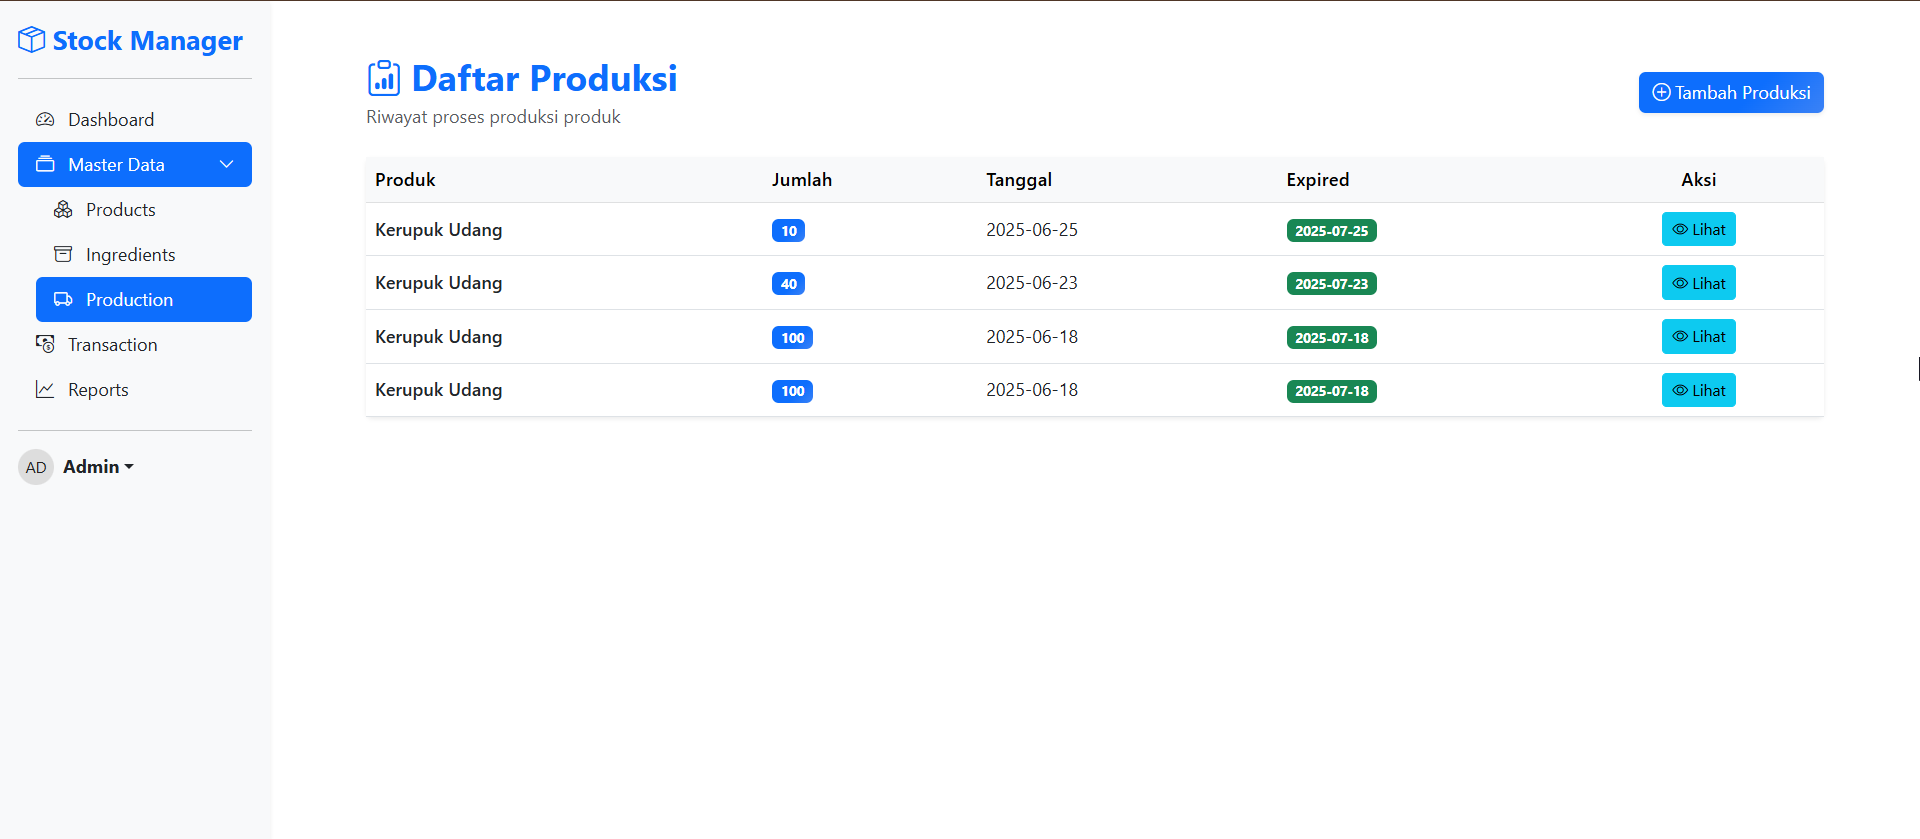 Stock Manager
Dashboard
Master Data
Products
Ingredients
Production
Transaction
Reports
AD Admin
Daftar Produksi
Riwayat proses produksi produk
Tambah Produksi
Produk Jumlah Tanggal Expired Aksi
Kerupuk Udang 10 2025-06-25 2025-07-25 Lihat
Kerupuk Udang 40 2025-06-23 2025-07-23 Lihat
Kerupuk Udang 100 2025-06-18 2025-07-18 Lihat
Kerupuk Udang 100 2025-06-18 2025-07-18 Lihat